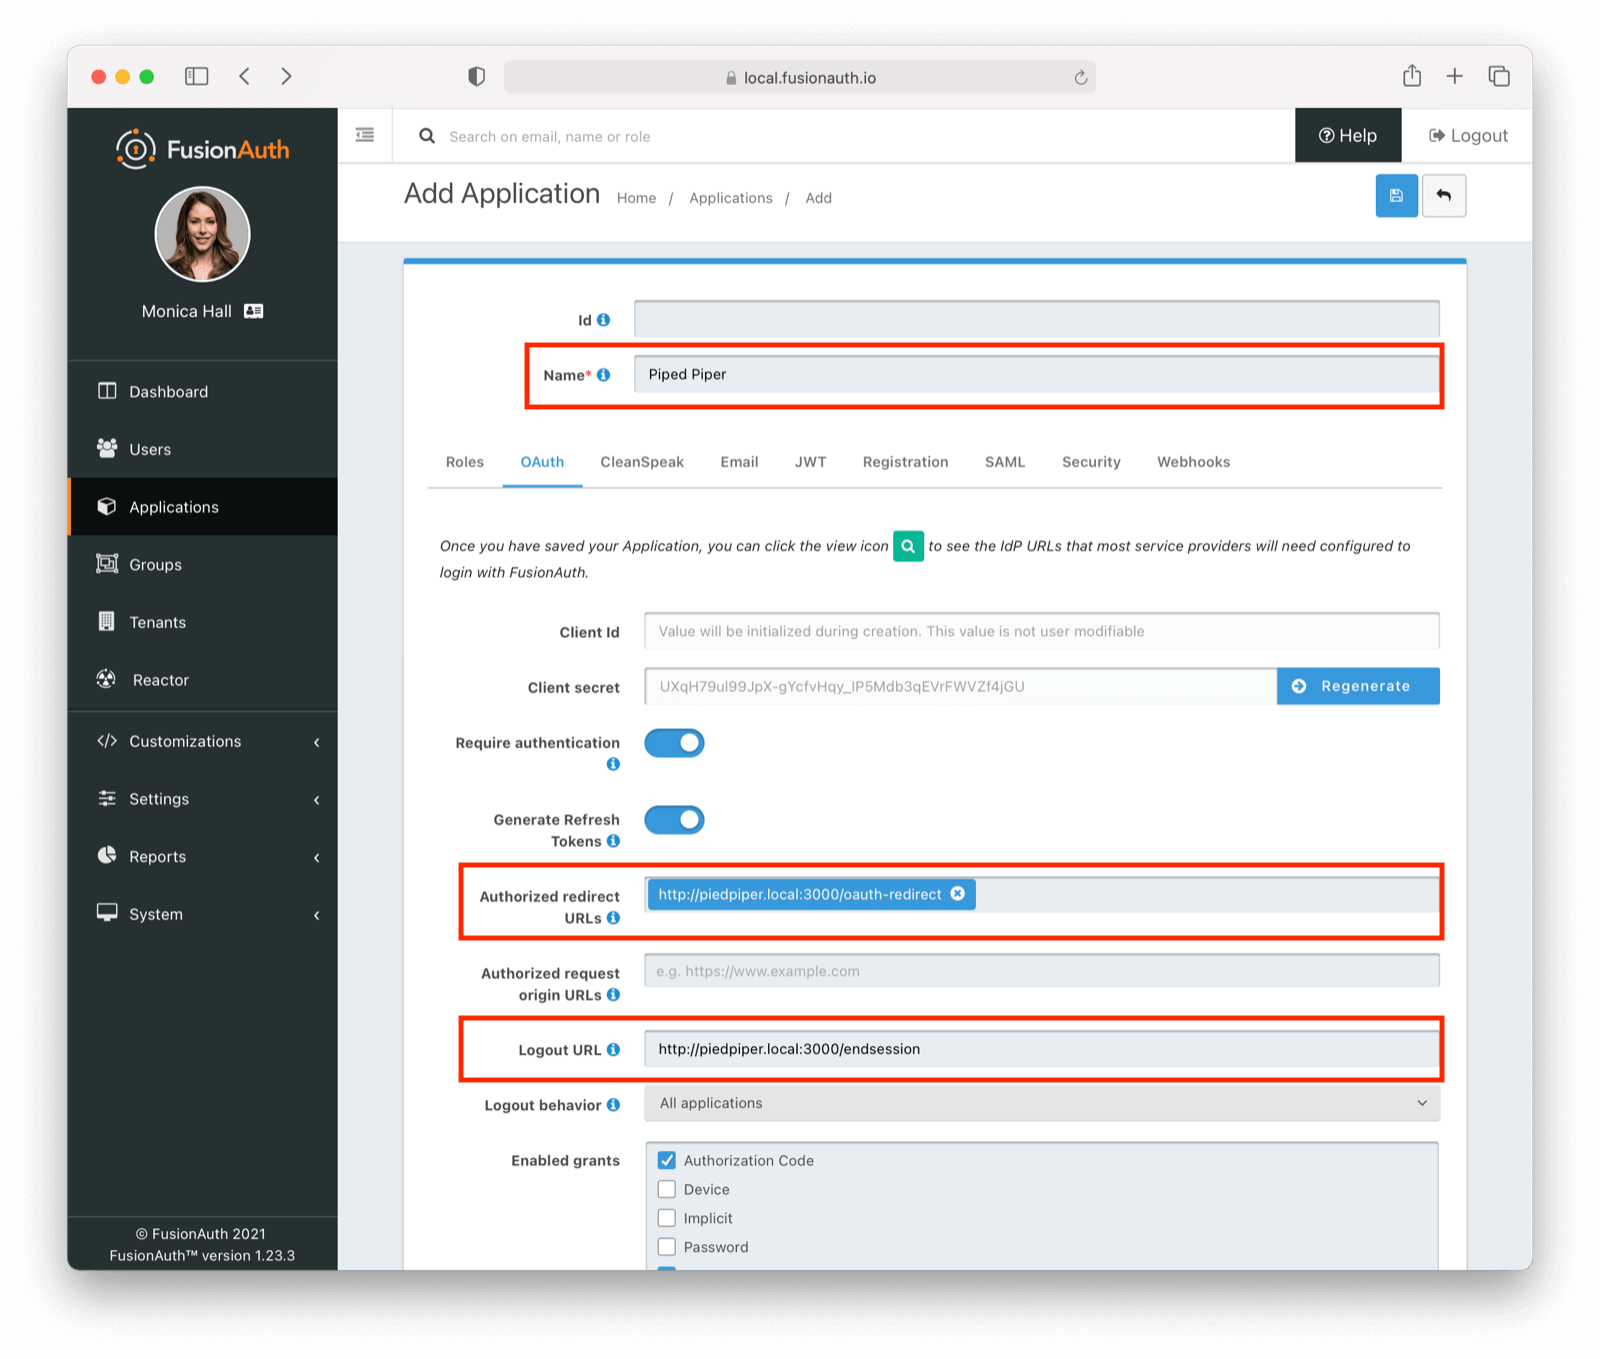 local.fusionauth.io
FusionAuth
Search on email, name or role
Help
Logout
Add Application
Home / Applications / Add
Monica Hall
Dashboard
Users
Applications
Groups
Tenants
Reactor
Customizations
Settings
Reports
System
© FusionAuth 2021
FusionAuth™ version 1.23.3
Id
Name* Piped Piper
Roles OAuth CleanSpeak Email JWT Registration SAML Security Webhooks
Once you have saved your Application, you can click the view icon to see the IdP URLs that most service providers will need configured to
login with FusionAuth.
Client Id Value will be initialized during creation. This value is not user modifiable
Client secret UXqH79ul99JpX-gYcfvHqy_IP5Mdb3qEVrFWVZf4jGU Regenerate
Require authentication
Generate Refresh
Tokens
Authorized redirect
URLs
http://piedpiper.local:3000/oauth-redirect
Authorized request
origin URLs
e.g. https://www.example.com
Logout URL http://piedpiper.local:3000/endsession
Logout behavior All applications
Enabled grants
Authorization Code
Device
Implicit
Password